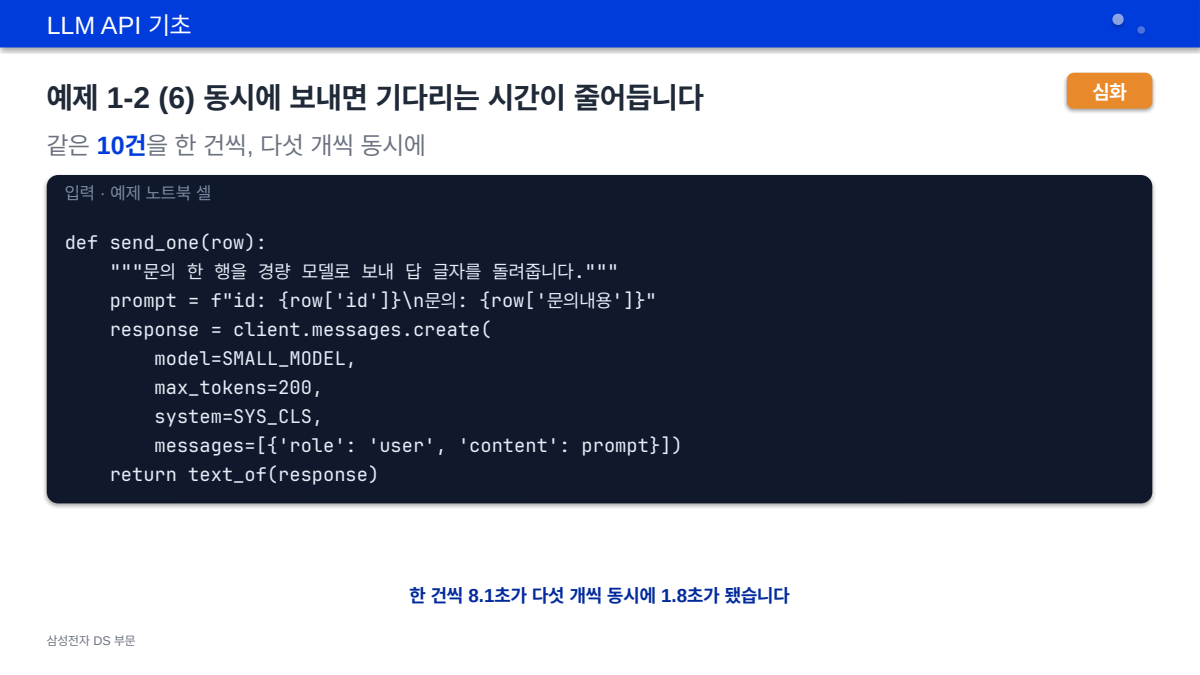 LLM API 기초
예제 1-2 (6) 동시에 보내면 기다리는 시간이 줄어듭니다
심화
같은 10건을 한 건씩, 다섯 개씩 동시에
입력 · 예제 노트북 셀
def send_one(row):
    """문의 한 행을 경량 모델로 보내 답 글자를 돌려줍니다."""
    prompt = f"id: {row['id']}\n문의: {row['문의내용']}"
    response = client.messages.create(
        model=SMALL_MODEL,
        max_tokens=200,
        system=SYS_CLS,
        messages=[{'role': 'user', 'content': prompt}])
    return text_of(response)
한 건씩 8.1초가 다섯 개씩 동시에 1.8초가 됐습니다
삼성전자 DS 부문